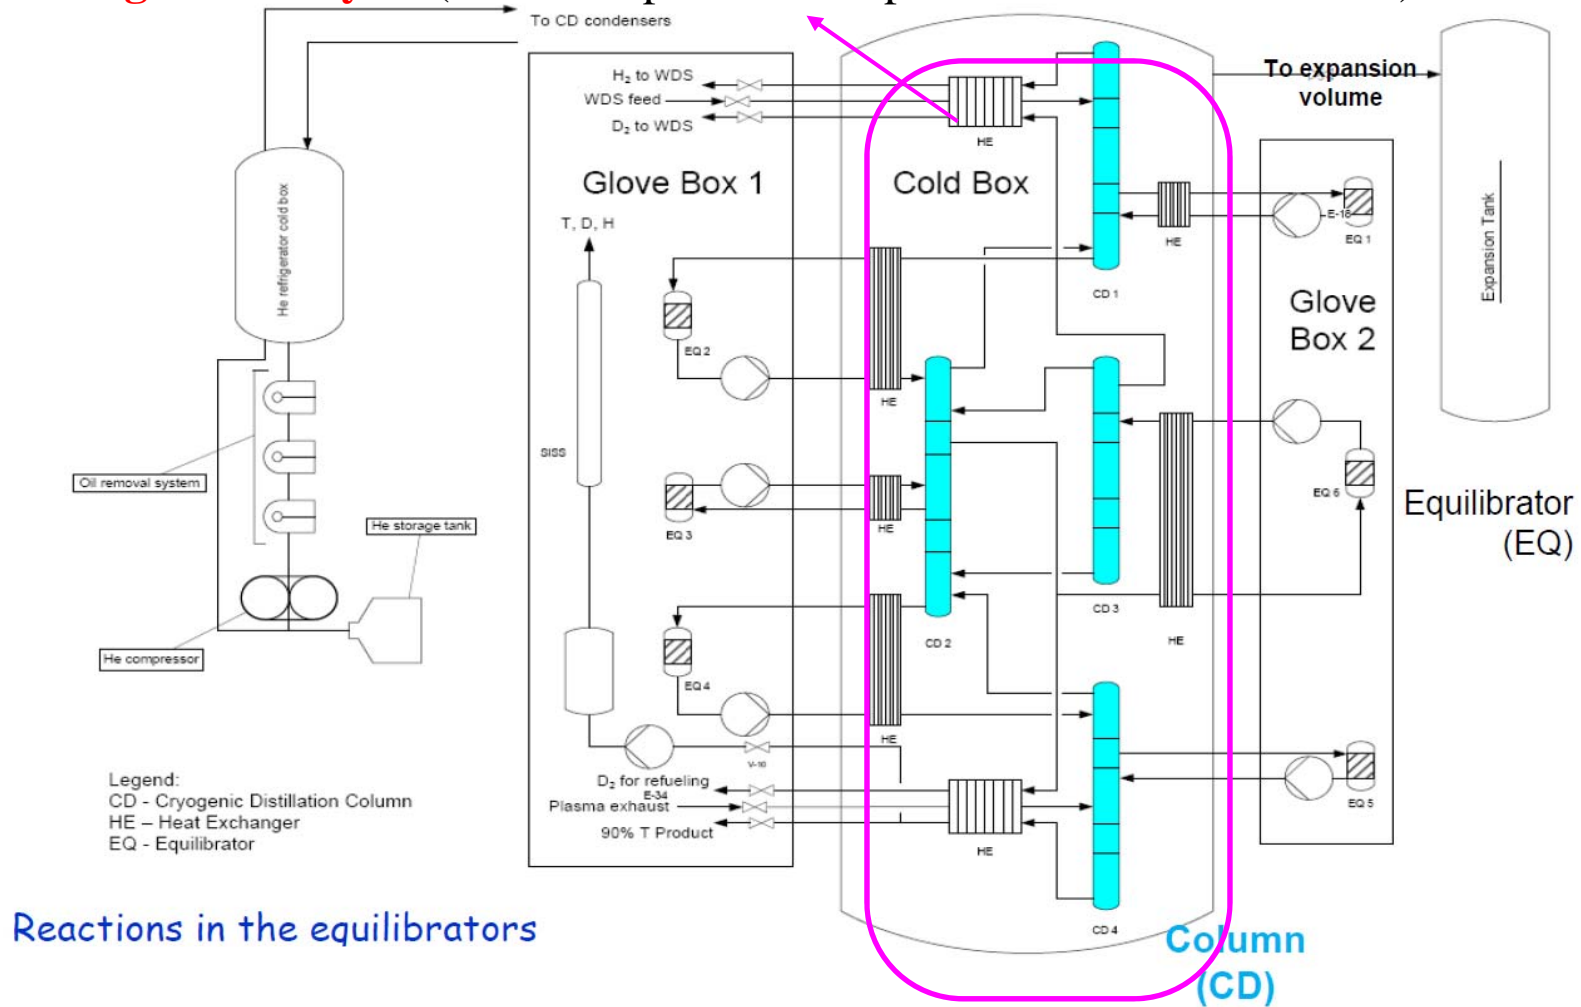 To CD condensers
H₂ to WDS
WDS feed
D₂ to WDS
HE
To expansion
volume
Glove Box 1
Cold Box
T, D, H
He refrigerator cold box
E-18
EQ 1
HE
Expansion Tank
CD 1
Glove
Box 2
EQ 2
HE
SISS
Oil removal system
EQ 3
HE
EQ 6
Equilibrator
(EQ)
He storage tank
He compressor
CD 2
CD 3
HE
EQ 4
HE
V-10
Legend:
CD - Cryogenic Distillation Column
HE – Heat Exchanger
EQ - Equilibrator
D₂ for refueling
E-34
Plasma exhaust
90% T Product
HE
EQ 5
CD 4
Reactions in the equilibrators
Column
(CD)